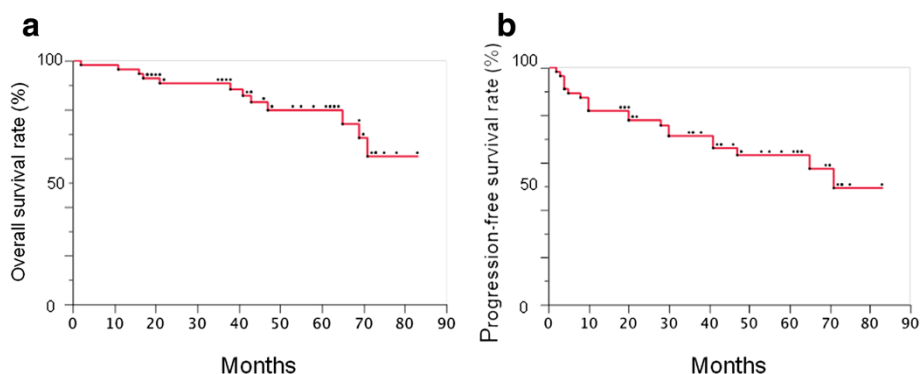 a
Overall survival rate (%)
100
50
0
0 10 20 30 40 50 60 70 80 90
Months
b
Progression-free survival rate (%)
100
50
0
0 10 20 30 40 50 60 70 80 90
Months